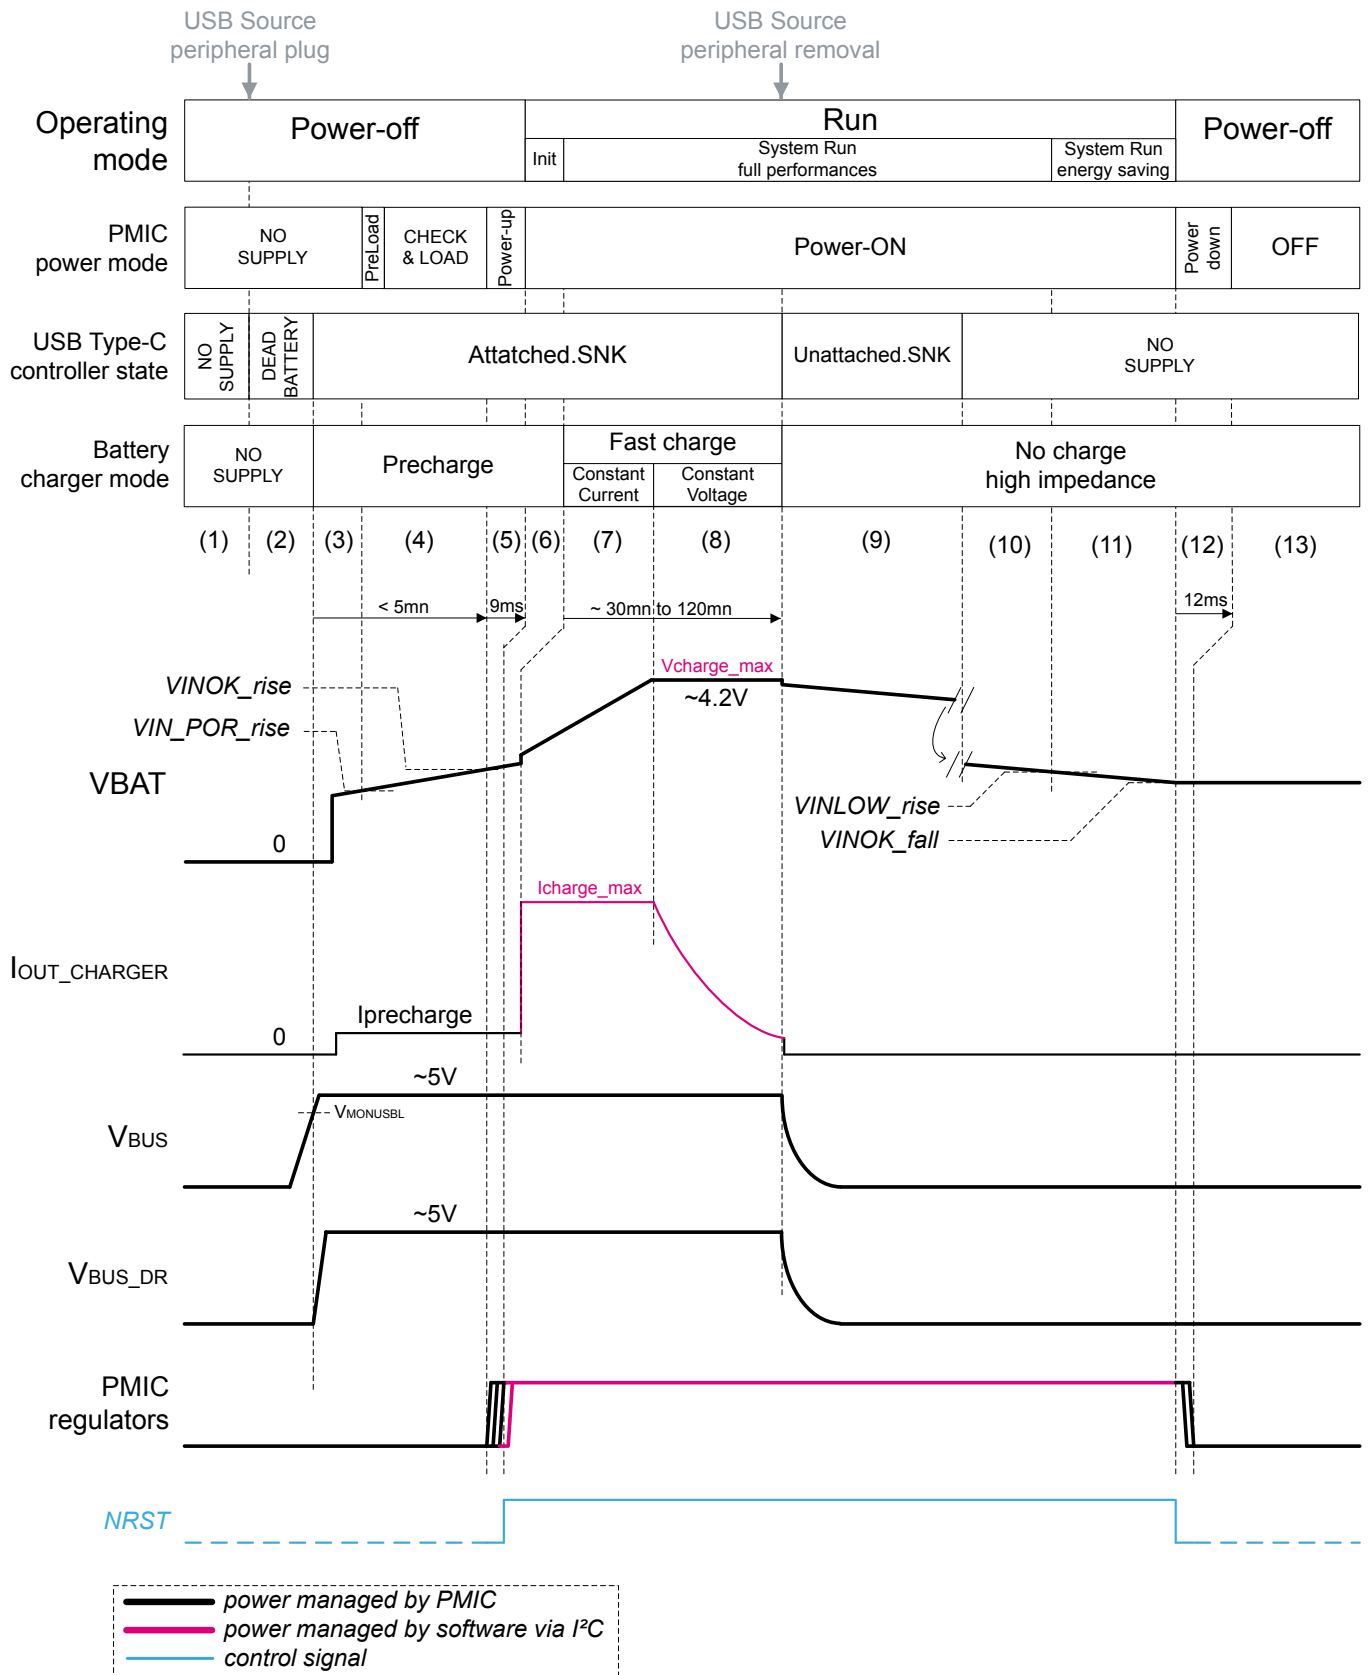 USB Source
peripheral plug
USB Source
peripheral removal
Operating
mode
Power-off
Run
Power-off
Init
System Run
full performances
System Run
energy saving
PMIC
power mode
NO
SUPPLY
PreLoad
CHECK
& LOAD
Power-up
Power-ON
Power
down
OFF
USB Type-C
controller state
NO
SUPPLY
DEAD
BATTERY
Attatched.SNK
Unattached.SNK
NO
SUPPLY
Battery
charger mode
NO
SUPPLY
Precharge
Fast charge
Constant
Current
Constant
Voltage
No charge
high impedance
(1) (2) (3) (4) (5) (6) (7) (8) (9) (10) (11) (12) (13)
< 5mn
9ms
~ 30mn to 120mn
12ms
Vcharge_max
~4.2V
VINOK_rise
VIN_POR_rise
VBAT
VINLOW_rise
VINOK_fall
0
Icharge_max
IOUT_CHARGER
Iprecharge
0
~5V
VMONUSBL
VBUS
~5V
VBUS_DR
PMIC
regulators
NRST
power managed by PMIC
power managed by software via I²C
control signal